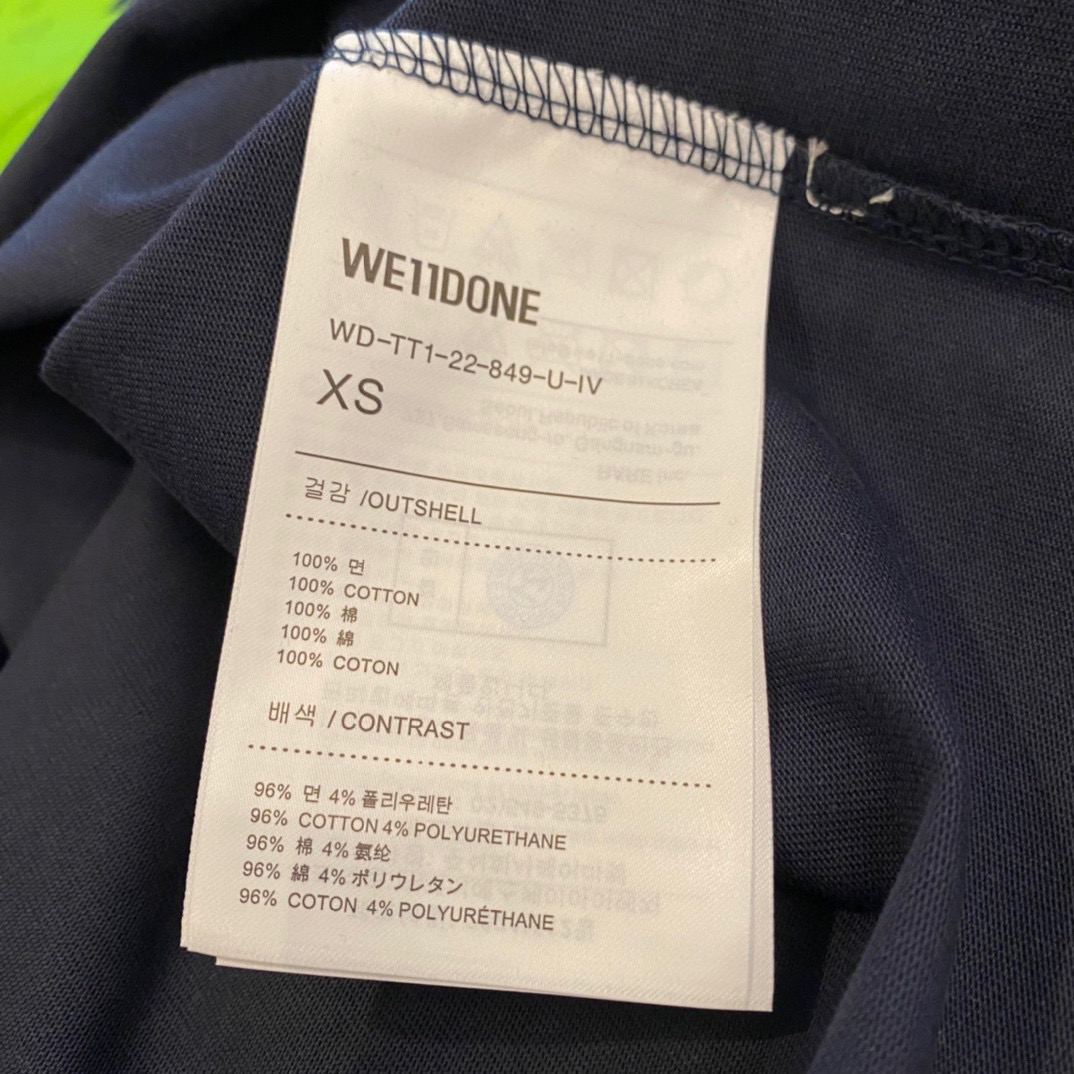 WE11DONE
WD-TT1-22-849-U-IV
XS
걸감 /OUTSHELL
100% 면
100% COTTON
100% 棉
100% 綿
100% COTON
배색 / CONTRAST
96% 면 4% 폴리우레탄
96% COTTON 4% POLYURETHANE
96% 棉 4% 氨纶
96% 綿 4% ポリウレタン
96% COTON 4% POLYURÉTHANE